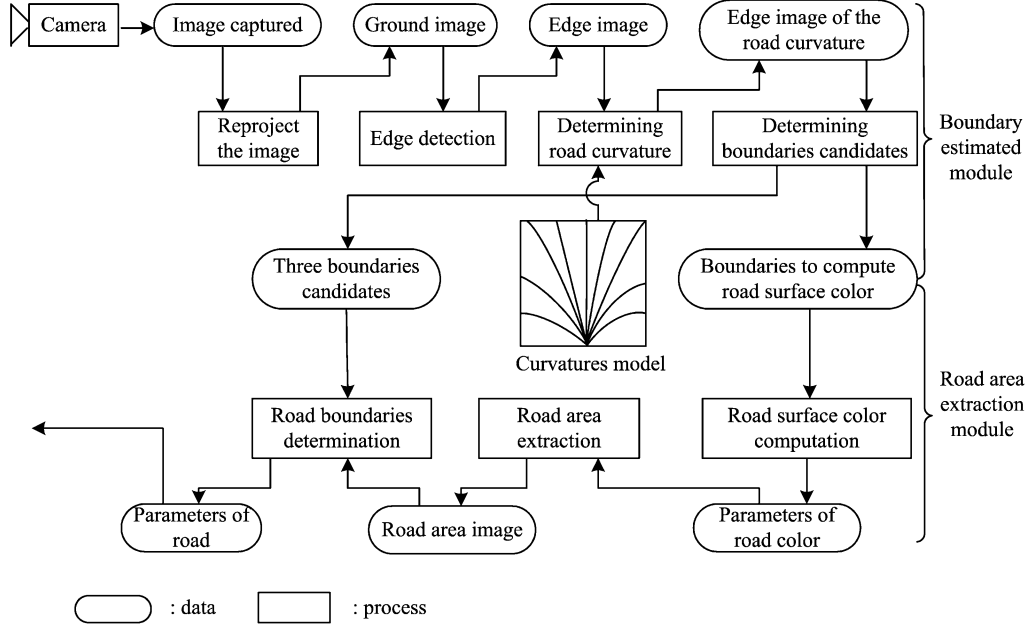 Camera
Image captured
Ground image
Edge image
Edge image of the
road curvature
Reproject
the image
Edge detection
Determining
road curvature
Determining
boundaries candidates
Boundary
estimated
module
Three boundaries
candidates
Boundaries to compute
road surface color
Curvatures model
Road boundaries
determination
Road area
extraction
Road surface color
computation
Road area
extraction
module
Parameters of
road
Road area image
Parameters of
road color
: data
: process